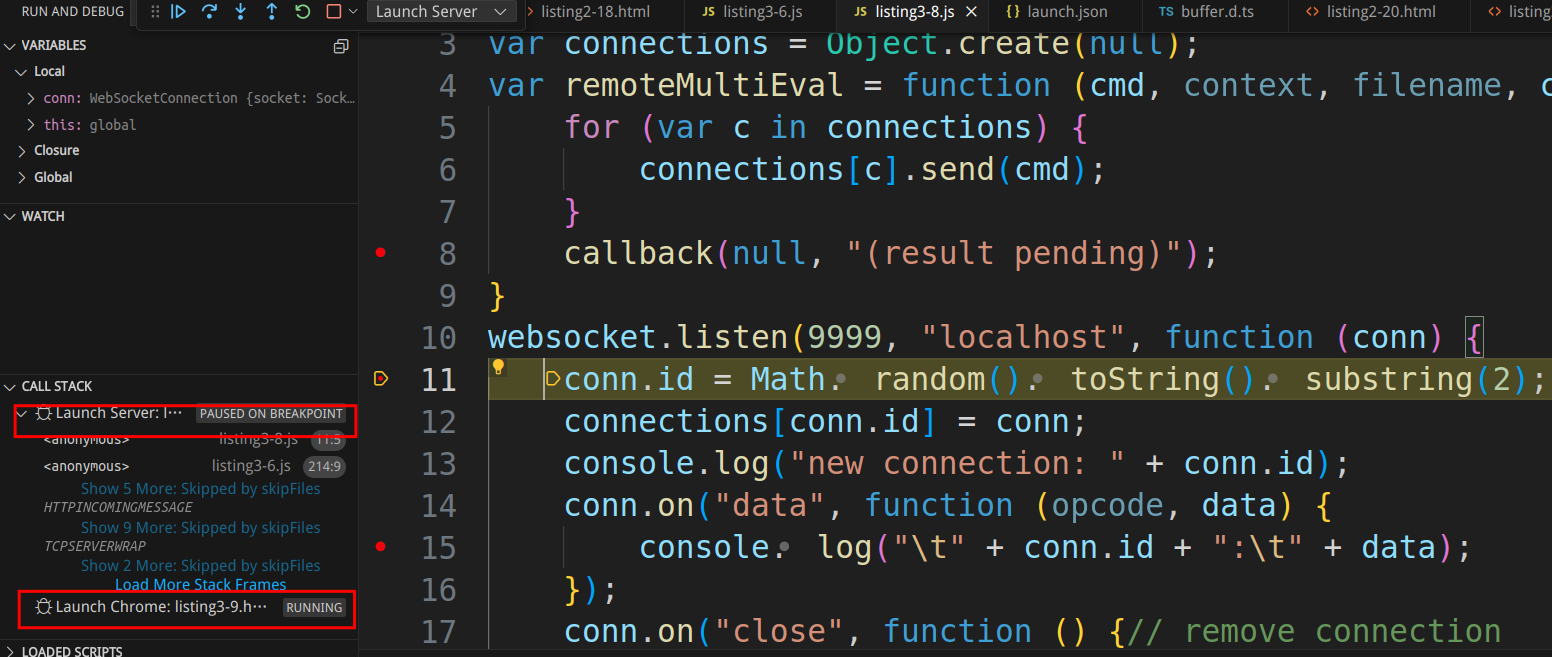 RUN AND DEBUG
Launch Server
listing2-18.html
JS listing3-6.js
JS listing3-8.js
{} launch.json
TS buffer.d.ts
listing2-20.html
listing
VARIABLES
Local
conn: WebSocketConnection {socket: Sock…
this: global
Closure
Global
WATCH
CALL STACK
Launch Server: l… PAUSED ON BREAKPOINT
<anonymous> listing3-8.js 11:5
<anonymous> listing3-6.js 214:9
Show 5 More: Skipped by skipFiles
HTTPINCOMINGMESSAGE
Show 9 More: Skipped by skipFiles
TCPSERVERWRAP
Show 2 More: Skipped by skipFiles
Load More Stack Frames
Launch Chrome: listing3-9.h… RUNNING
LOADED SCRIPTS
3 var connections = Object.create(null);
4 var remoteMultiEval = function (cmd, context, filename, c
5 for (var c in connections) {
6 connections[c].send(cmd);
7 }
8 callback(null, "(result pending)");
9 }
10 websocket.listen(9999, "localhost", function (conn) {
11 conn.id = Math. random(). toString(). substring(2);
12 connections[conn.id] = conn;
13 console.log("new connection: " + conn.id);
14 conn.on("data", function (opcode, data) {
15 console. log("\t" + conn.id + ":\t" + data);
16 });
17 conn.on("close", function () {// remove connection